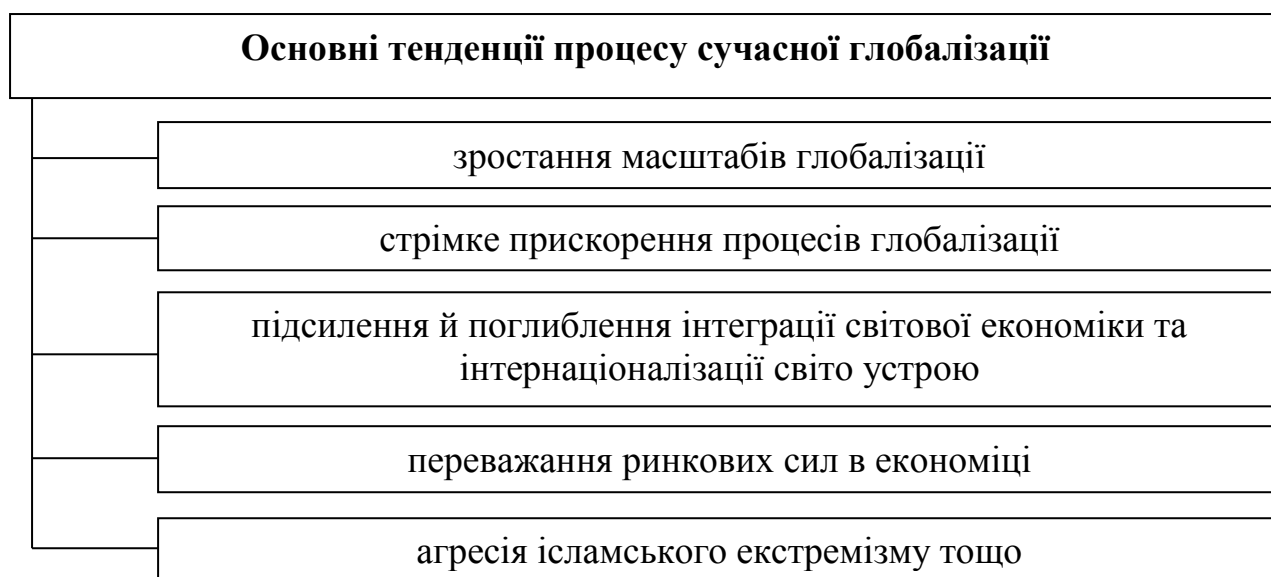 Основні тенденції процесу сучасної глобалізації
зростання масштабів глобалізації
стрімке прискорення процесів глобалізації
підсилення й поглиблення інтеграції світової економіки та
інтернаціоналізації світо устрою
переважання ринкових сил в економіці
агресія ісламського екстремізму тощо